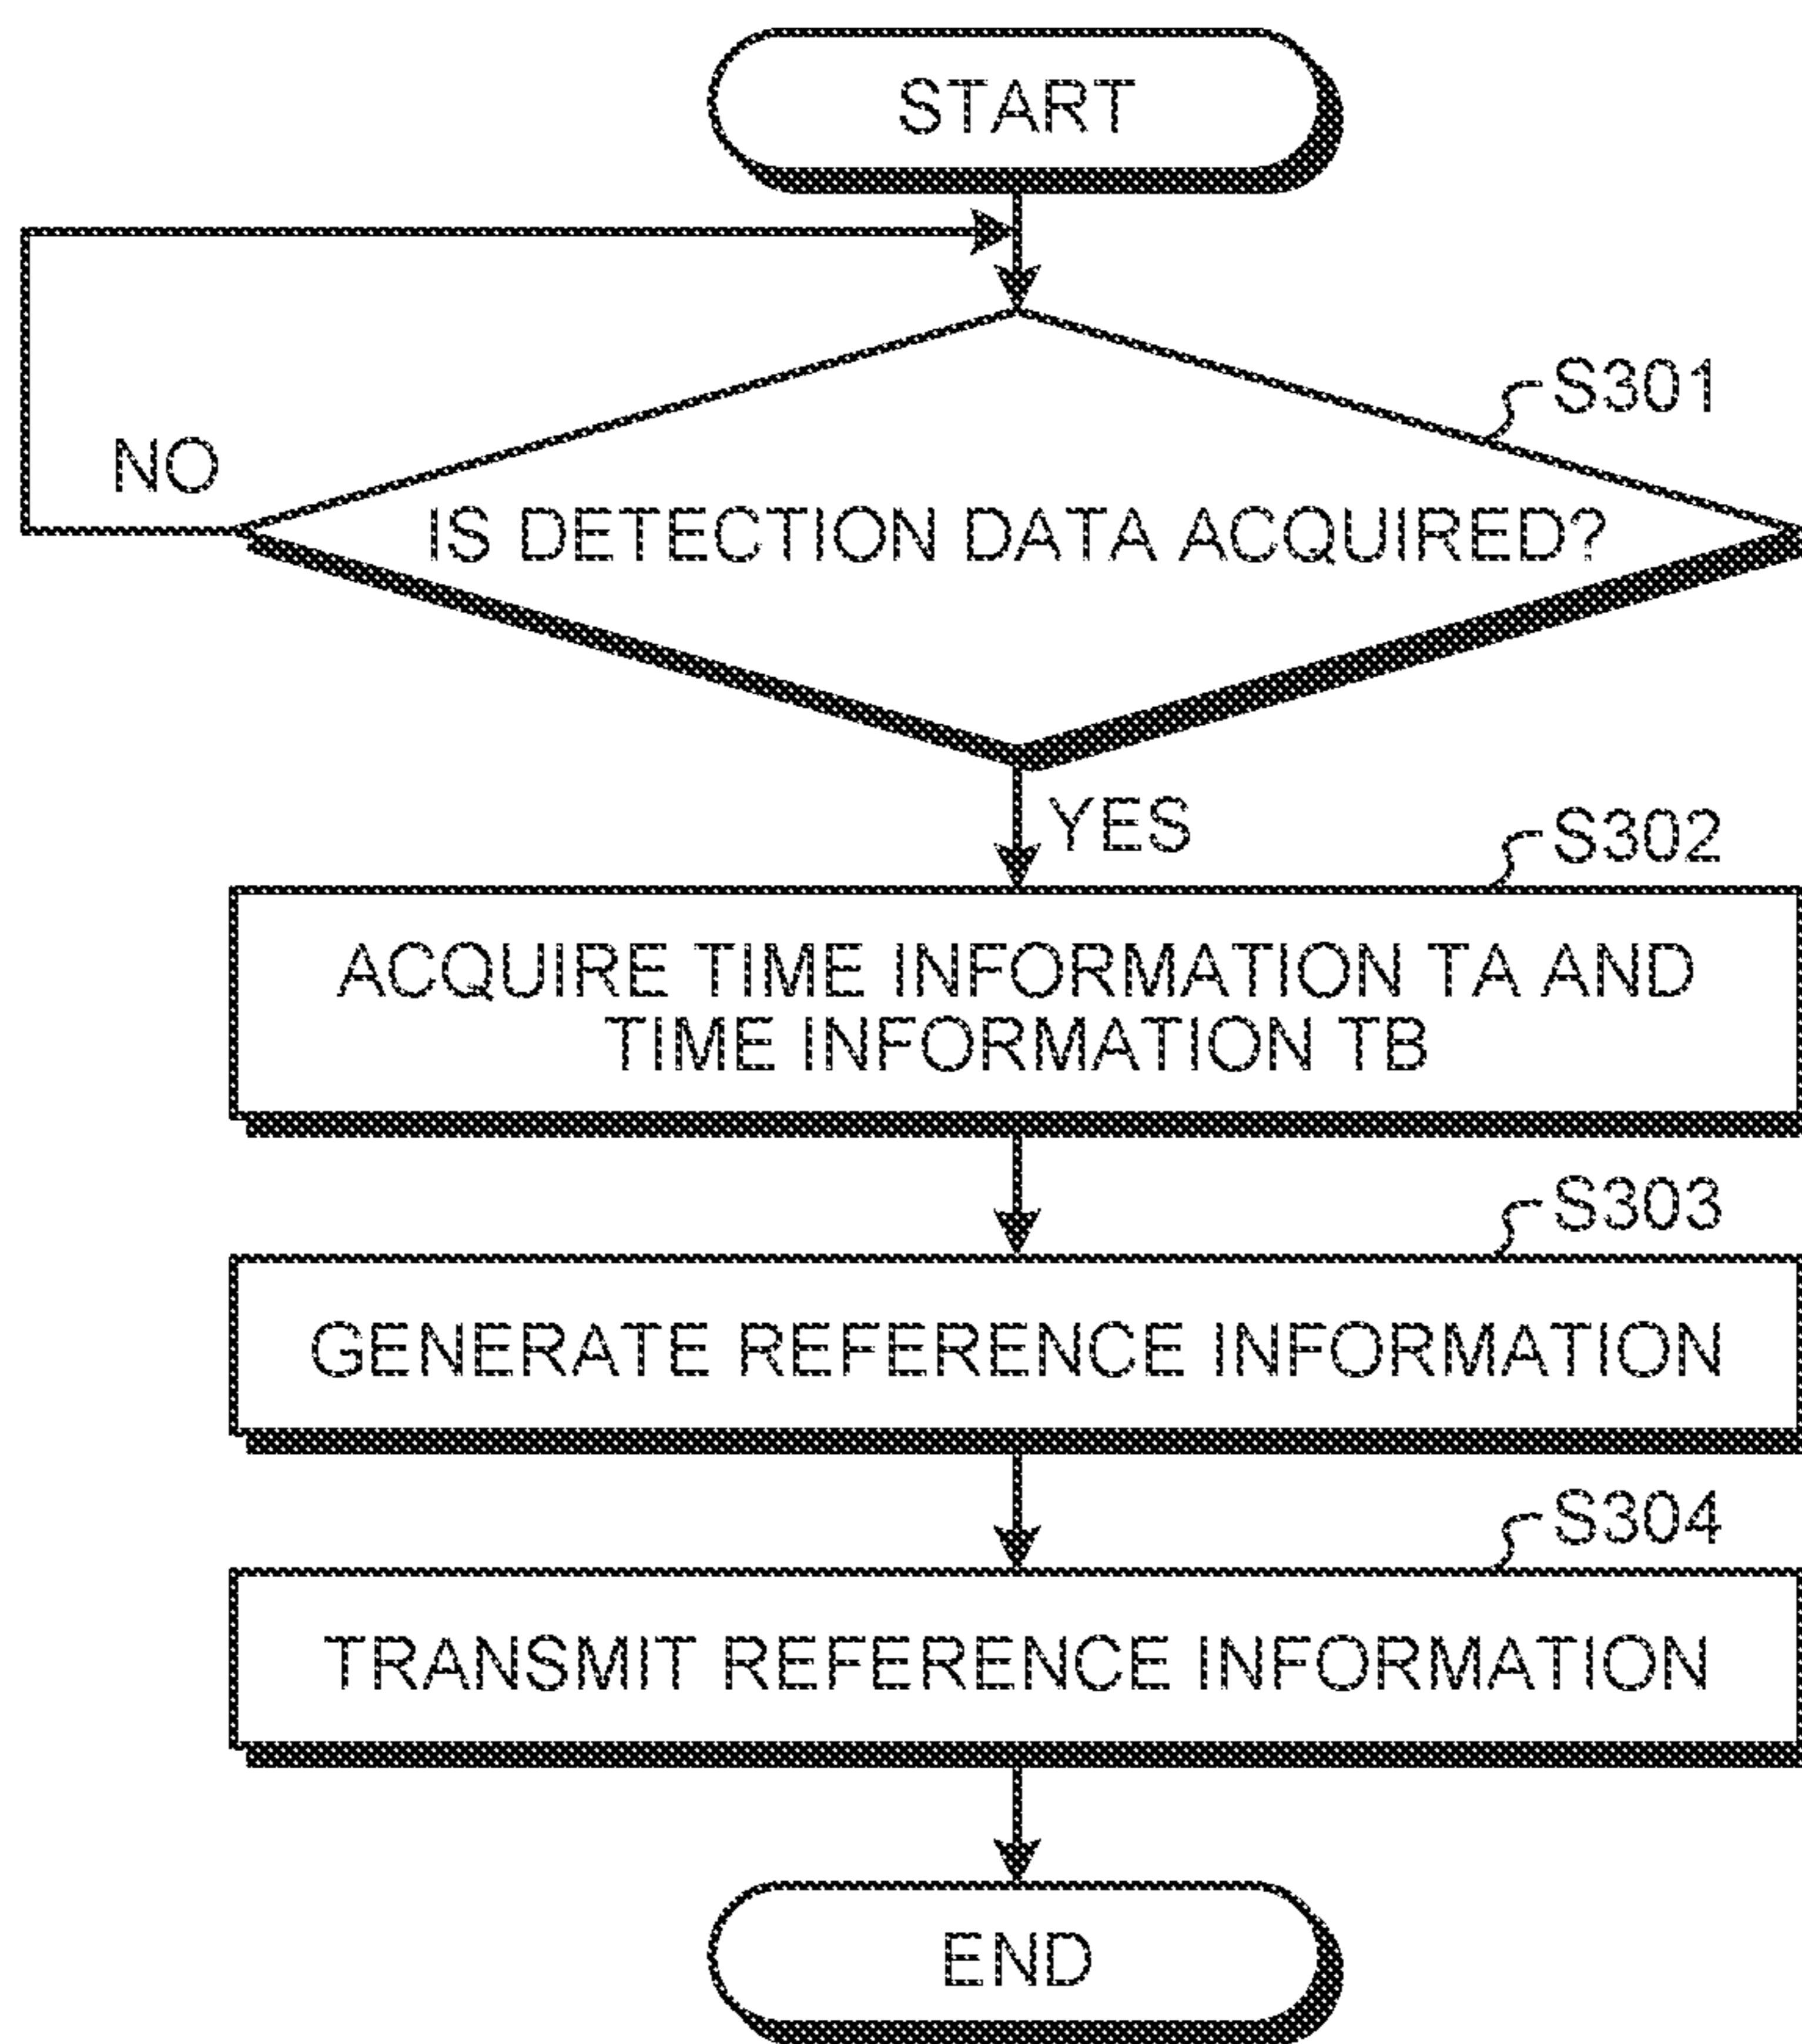 START
S301
NO
IS DETECTION DATA ACQUIRED?
YES
S302
ACQUIRE TIME INFORMATION TA AND
TIME INFORMATION TB
S303
GENERATE REFERENCE INFORMATION
S304
TRANSMIT REFERENCE INFORMATION
END